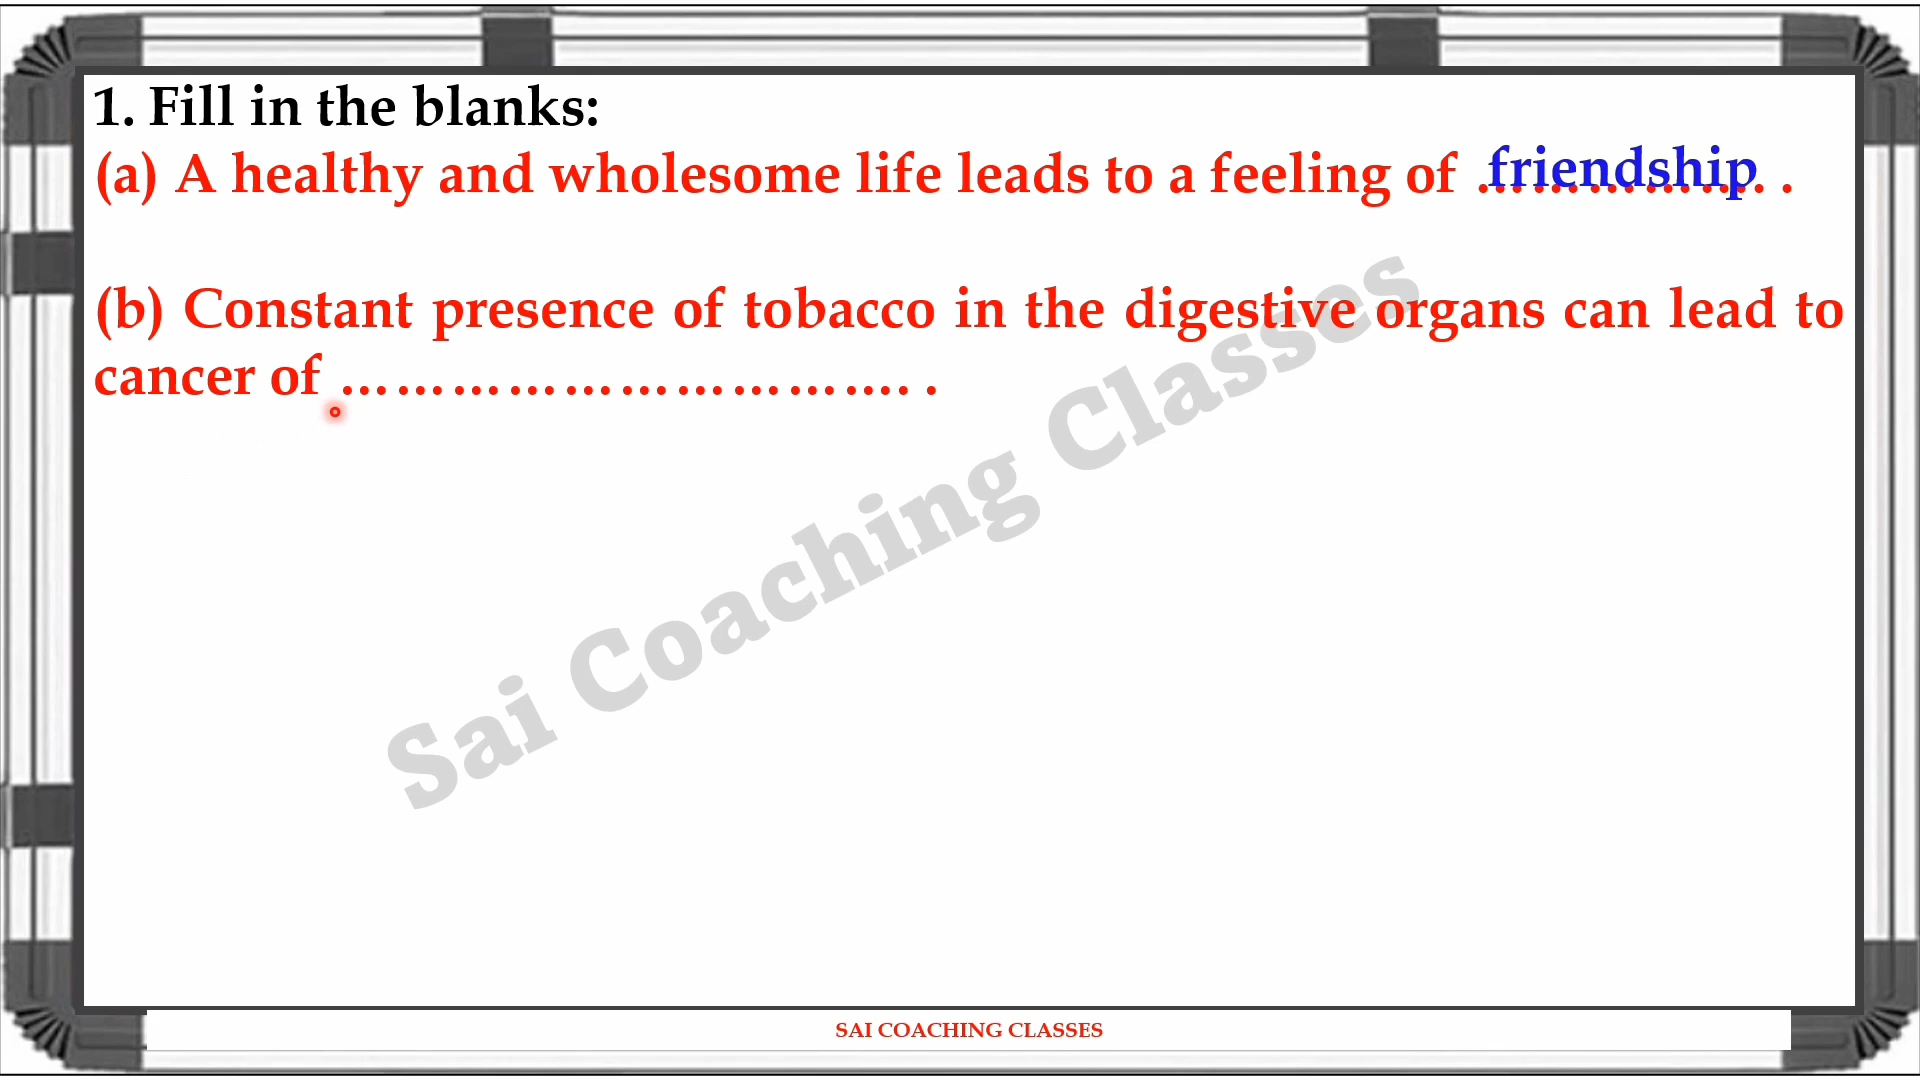 1. Fill in the blanks:
(a) A healthy and wholesome life leads to a feeling of friendship. .
(b) Constant presence of tobacco in the digestive organs can lead to
cancer of ………………………………. .
Sai Coaching Classes
SAI COACHING CLASSES